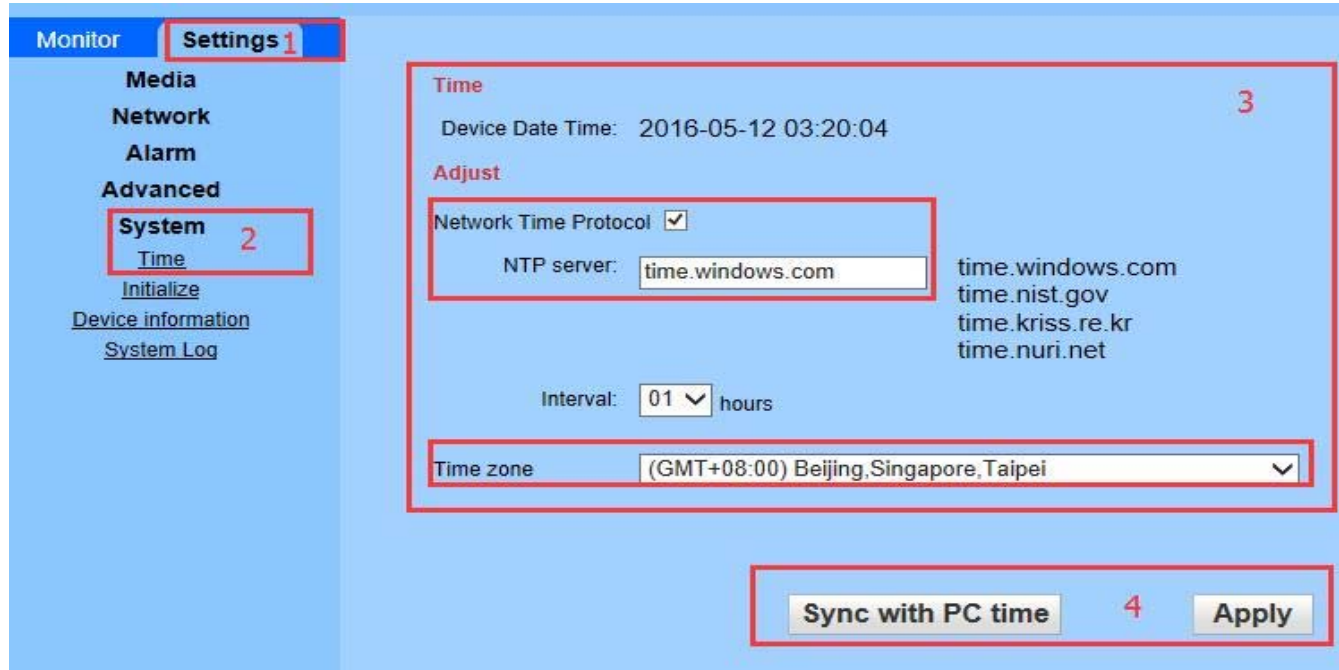 Monitor Settings 1
Media
Network
Alarm
Advanced
System 2
Time
Initialize
Device information
System Log
Time 3
Device Date Time: 2016-05-12 03:20:04
Adjust
Network Time Protocol
NTP server: time.windows.com
time.windows.com
time.nist.gov
time.kriss.re.kr
time.nuri.net
Interval: 01 hours
Time zone (GMT+08:00) Beijing,Singapore,Taipei
Sync with PC time 4 Apply